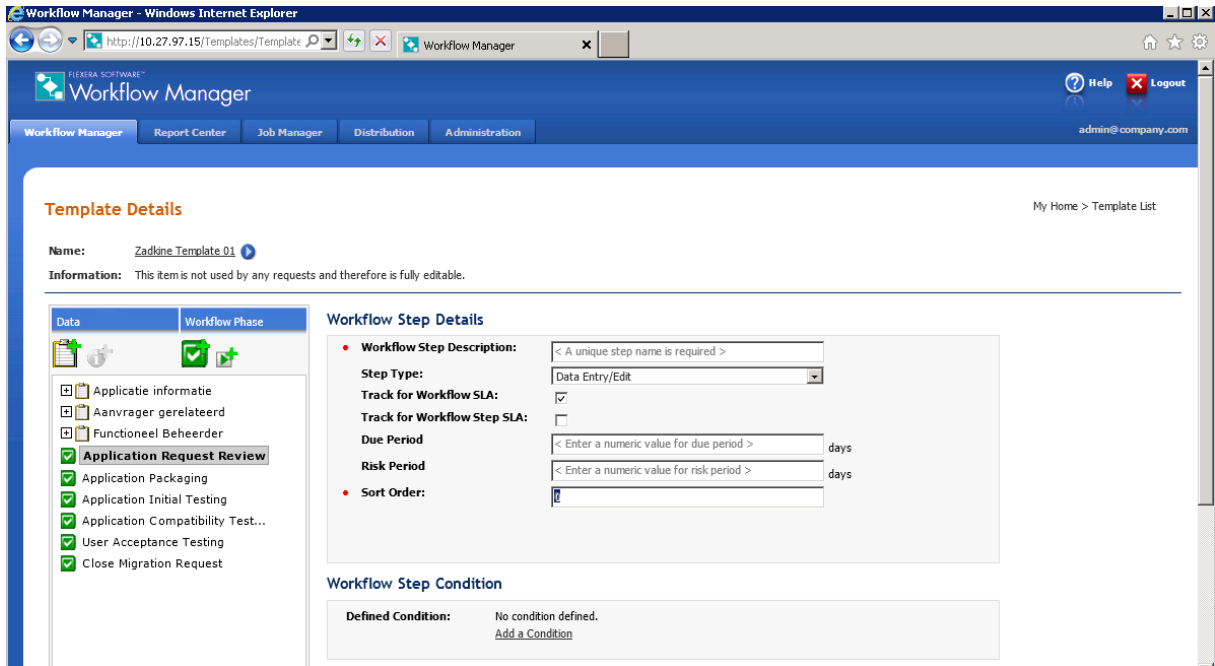 Workflow Manager - Windows Internet Explorer
http://10.27.97.15/Templates/Template
Workflow Manager
FLEXERA SOFTWARE™
Workflow Manager
Help Logout
Workflow Manager Report Center Job Manager Distribution Administration admin@company.com
Template Details My Home > Template List
Name: Zadkine Template 01
Information: This item is not used by any requests and therefore is fully editable.
Data Workflow Phase
Applicatie informatie
Aanvrager gerelateerd
Functioneel Beheerder
Application Request Review
Application Packaging
Application Initial Testing
Application Compatibility Test...
User Acceptance Testing
Close Migration Request
Workflow Step Details
Workflow Step Description: < A unique step name is required >
Step Type: Data Entry/Edit
Track for Workflow SLA:
Track for Workflow Step SLA:
Due Period < Enter a numeric value for due period > days
Risk Period < Enter a numeric value for risk period > days
Sort Order: 0
Workflow Step Condition
Defined Condition: No condition defined.
Add a Condition